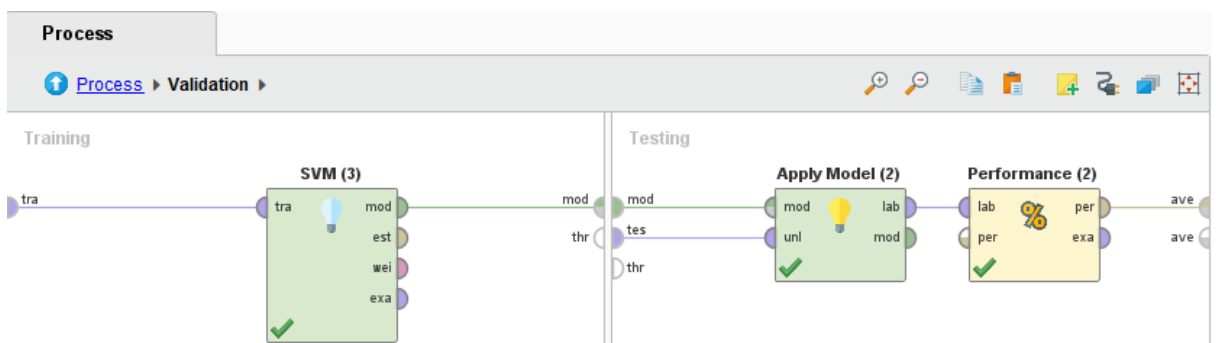 Process
Process ▸ Validation ▸
Training
Testing
SVM (3)
Apply Model (2)
Performance (2)
tra
tra
mod
mod
est
thr
wei
exa
mod
mod
lab
lab
per
ave
tes
unl
mod
per
exa
ave
thr
%